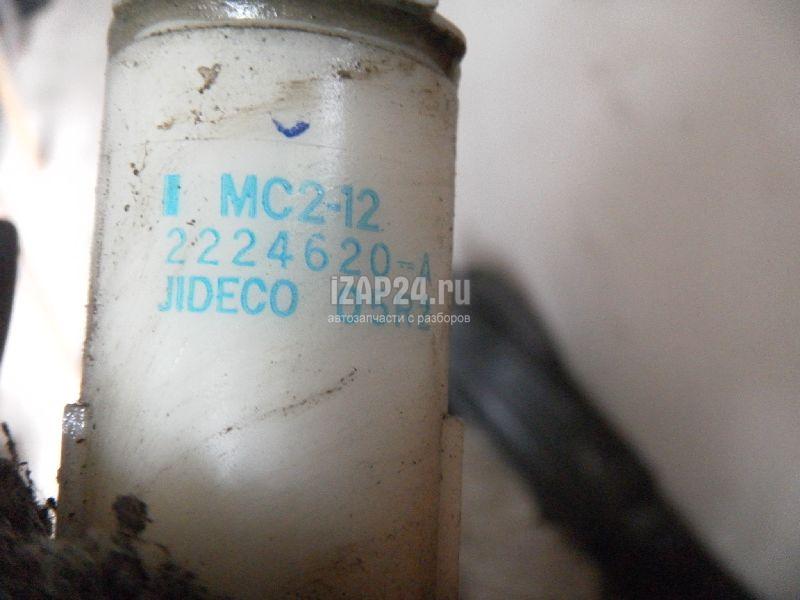 MC2-12
2224620-A
JIDECO
iZAP24.ru
автозапчасти с разборов